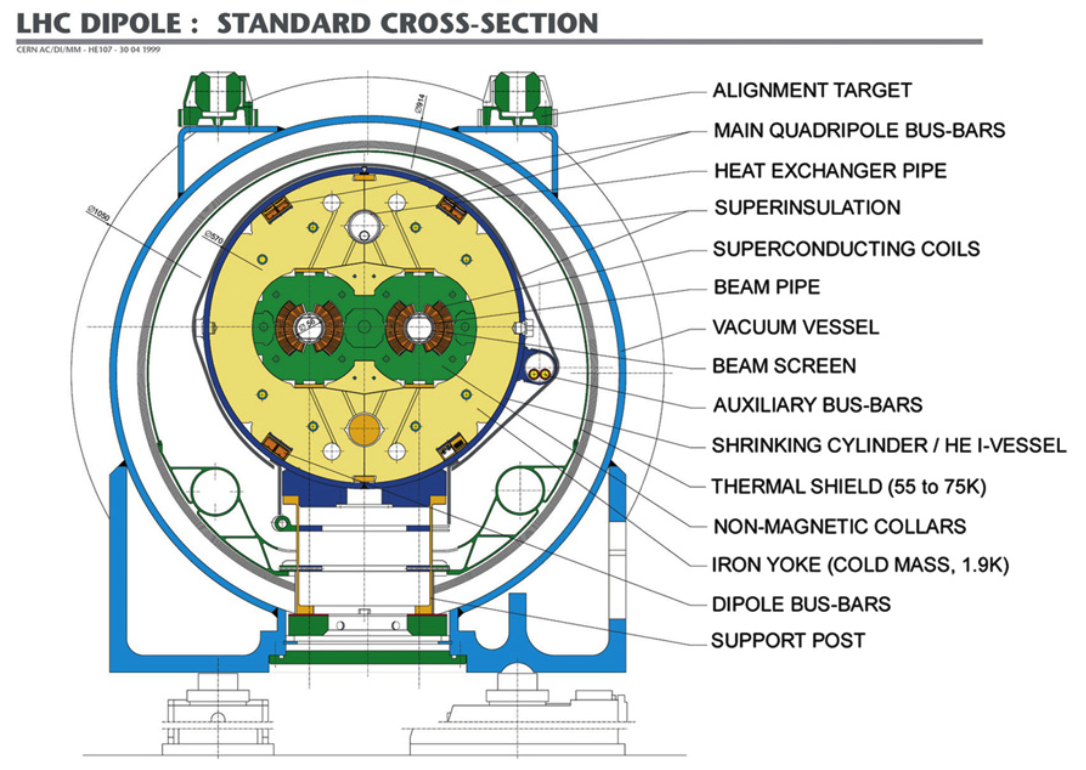 LHC DIPOLE : STANDARD CROSS-SECTION
CERN AC/DI/MM - HE107 - 30 04 1999
ALIGNMENT TARGET
MAIN QUADRIPOLE BUS-BARS
HEAT EXCHANGER PIPE
SUPERINSULATION
SUPERCONDUCTING COILS
BEAM PIPE
VACUUM VESSEL
BEAM SCREEN
AUXILIARY BUS-BARS
SHRINKING CYLINDER / HE I-VESSEL
THERMAL SHIELD (55 to 75K)
NON-MAGNETIC COLLARS
IRON YOKE (COLD MASS, 1.9K)
DIPOLE BUS-BARS
SUPPORT POST
Ø914
Ø1050
Ø570